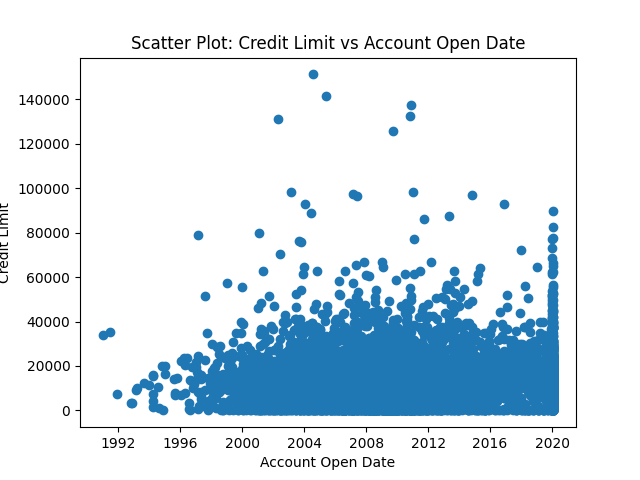 Scatter Plot: Credit Limit vs Account Open Date
140000
120000
100000
80000
60000
40000
20000
0
Credit Limit
1992 1996 2000 2004 2008 2012 2016 2020
Account Open Date